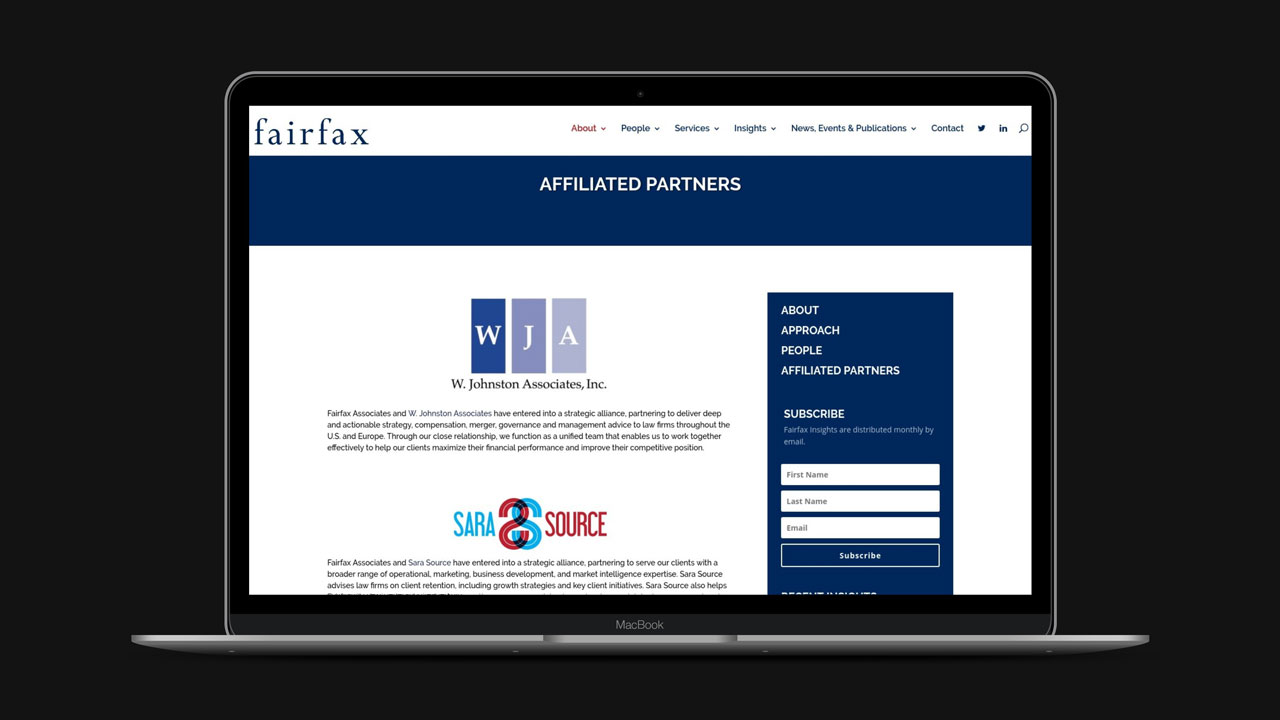 fairfax
About People Services Insights News, Events & Publications Contact
AFFILIATED PARTNERS
W J A
W. Johnston Associates, Inc.
Fairfax Associates and W. Johnston Associates have entered into a strategic alliance, partnering to deliver deep
and actionable strategy, compensation, merger, governance and management advice to law firms throughout the
U.S. and Europe. Through our close relationship, we function as a unified team that enables us to work together
effectively to help our clients maximize their financial performance and improve their competitive position.
SARA SOURCE
Fairfax Associates and Sara Source have entered into a strategic alliance, partnering to serve our clients with a
broader range of operational, marketing, business development, and market intelligence expertise. Sara Source
advises law firms on client retention, including growth strategies and key client initiatives. Sara Source also helps
ABOUT
APPROACH
PEOPLE
AFFILIATED PARTNERS
SUBSCRIBE
Fairfax Insights are distributed monthly by
email.
First Name
Last Name
Email
Subscribe
RECENT INSIGHTS
MacBook